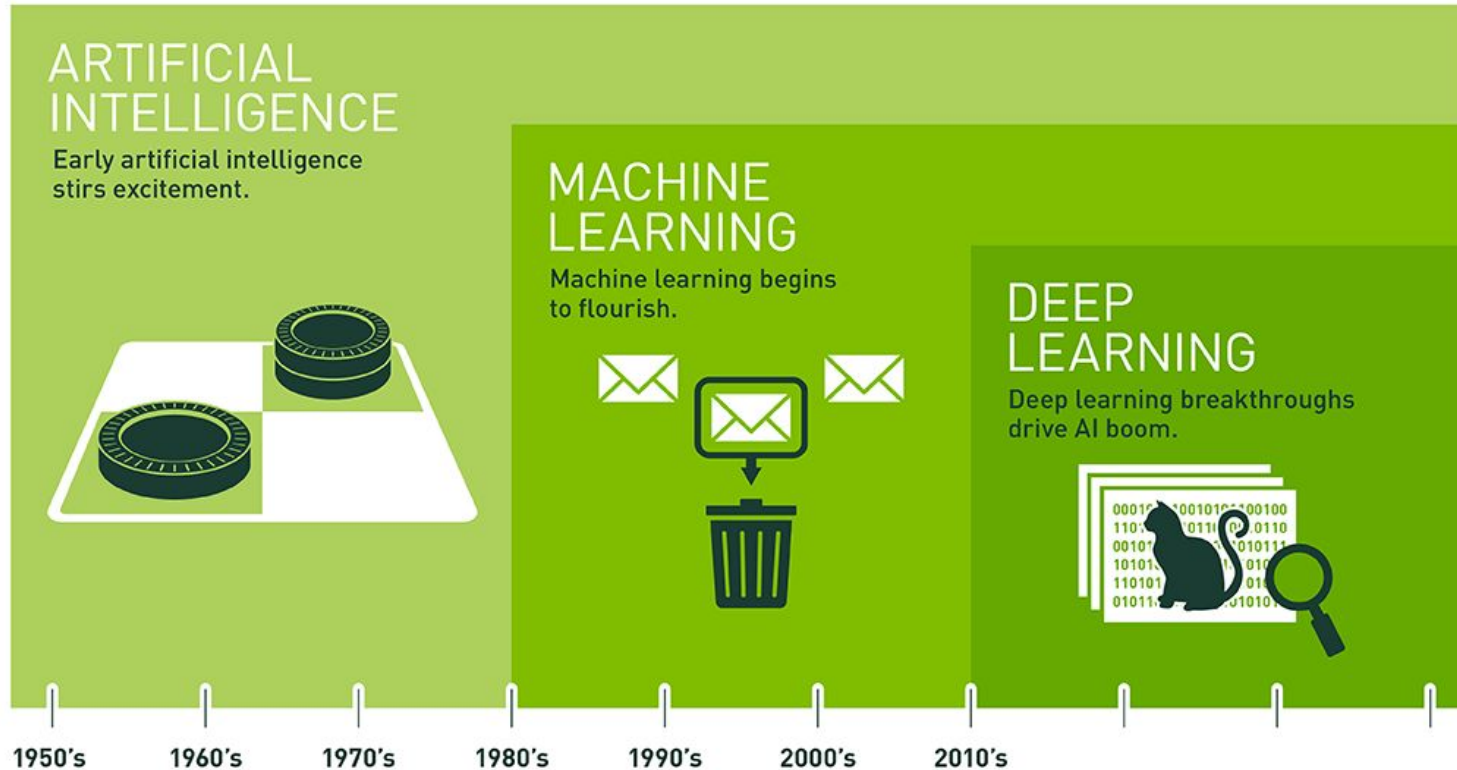 ARTIFICIAL
INTELLIGENCE
Early artificial intelligence
stirs excitement.
MACHINE
LEARNING
Machine learning begins
to flourish.
DEEP
LEARNING
Deep learning breakthroughs
drive AI boom.
1950's 1960's 1970's 1980's 1990's 2000's 2010's